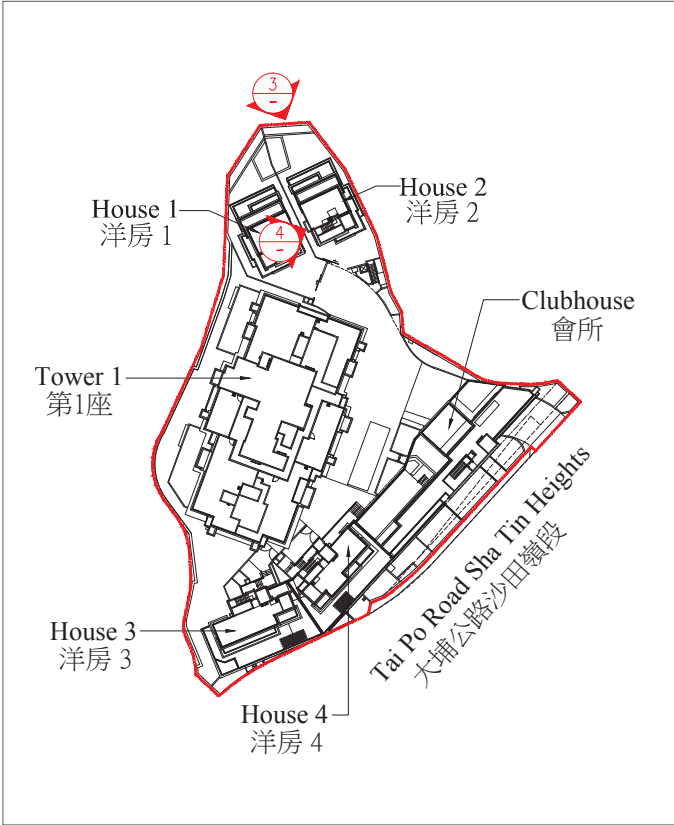 3
-
House 1
洋房 1
House 2
洋房 2
4
-
Clubhouse
會所
Tower 1
第1座
Tai Po Road Sha Tin Heights
大埔公路沙田嶺段
House 3
洋房 3
House 4
洋房 4